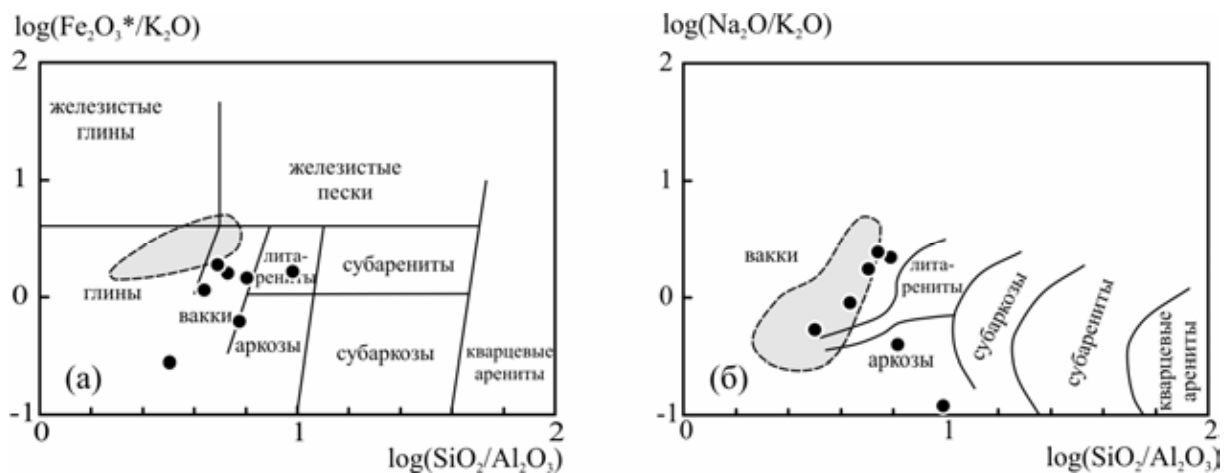 log(Fe₂O₃*/K₂O)
2
железистые
глины
1
железистые
пески
лита-
рениты
субарениты
0
глины
вакки
аркозы
субаркозы
кварцевые
арениты
(а)
-1
0
1
2
log(SiO₂/Al₂O₃)
log(Na₂O/K₂O)
2
1
вакки
лита-
рениты
0
аркозы
субаркозы
субарениты
кварцевые
арениты
(б)
-1
0
1
2
log(SiO₂/Al₂O₃)